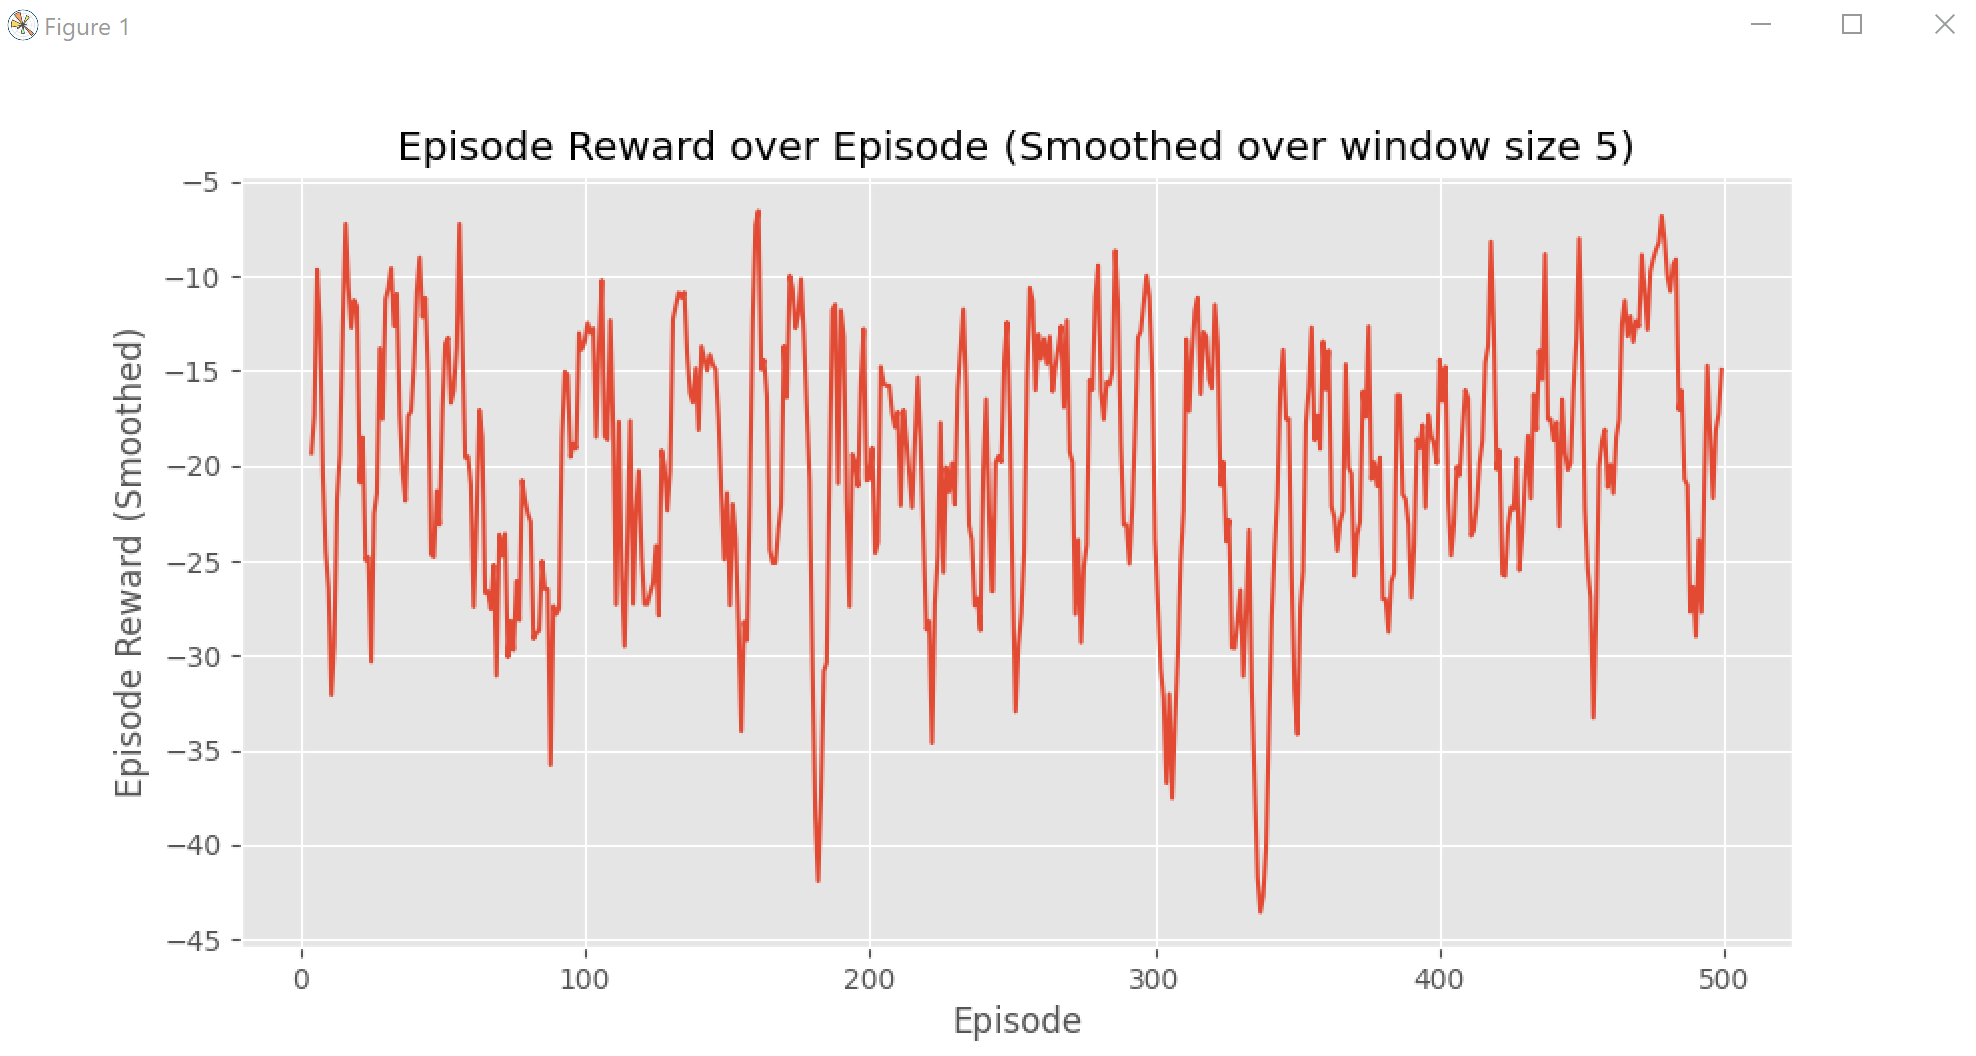 Figure 1
Episode Reward over Episode (Smoothed over window size 5)
Episode Reward (Smoothed)
−5
−10
−15
−20
−25
−30
−35
−40
−45
0 100 200 300 400 500
Episode